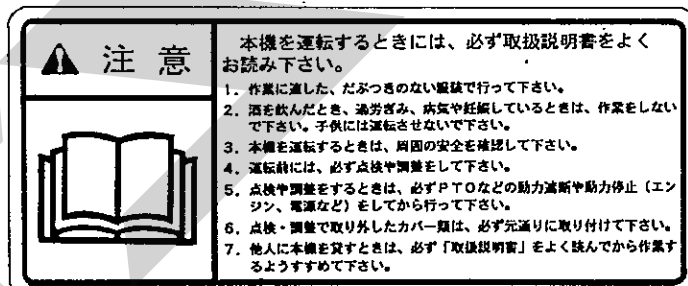 注 意
本機を運転するときには、必ず取扱説明書をよく
お読み下さい。
1. 作業に適した、だぶつきのない服装で行って下さい。
2. 酒を飲んだとき、過労ぎみ、病気や妊娠しているときは、作業をしない
で下さい。子供には運転させないで下さい。
3. 本機を運転するときは、周囲の安全を確認して下さい。
4. 運転前には、必ず点検や調整をして下さい。
5. 点検や調整をするときは、必ずPTOなどの動力遮断や動力停止（エン
ジン、電源など）をしてから行って下さい。
6. 点検・調整で取り外したカバー類は、必ず元通りに取り付けて下さい。
7. 他人に本機を貸すときは、必ず「取扱説明書」をよく読んでから作業す
るようすすめて下さい。